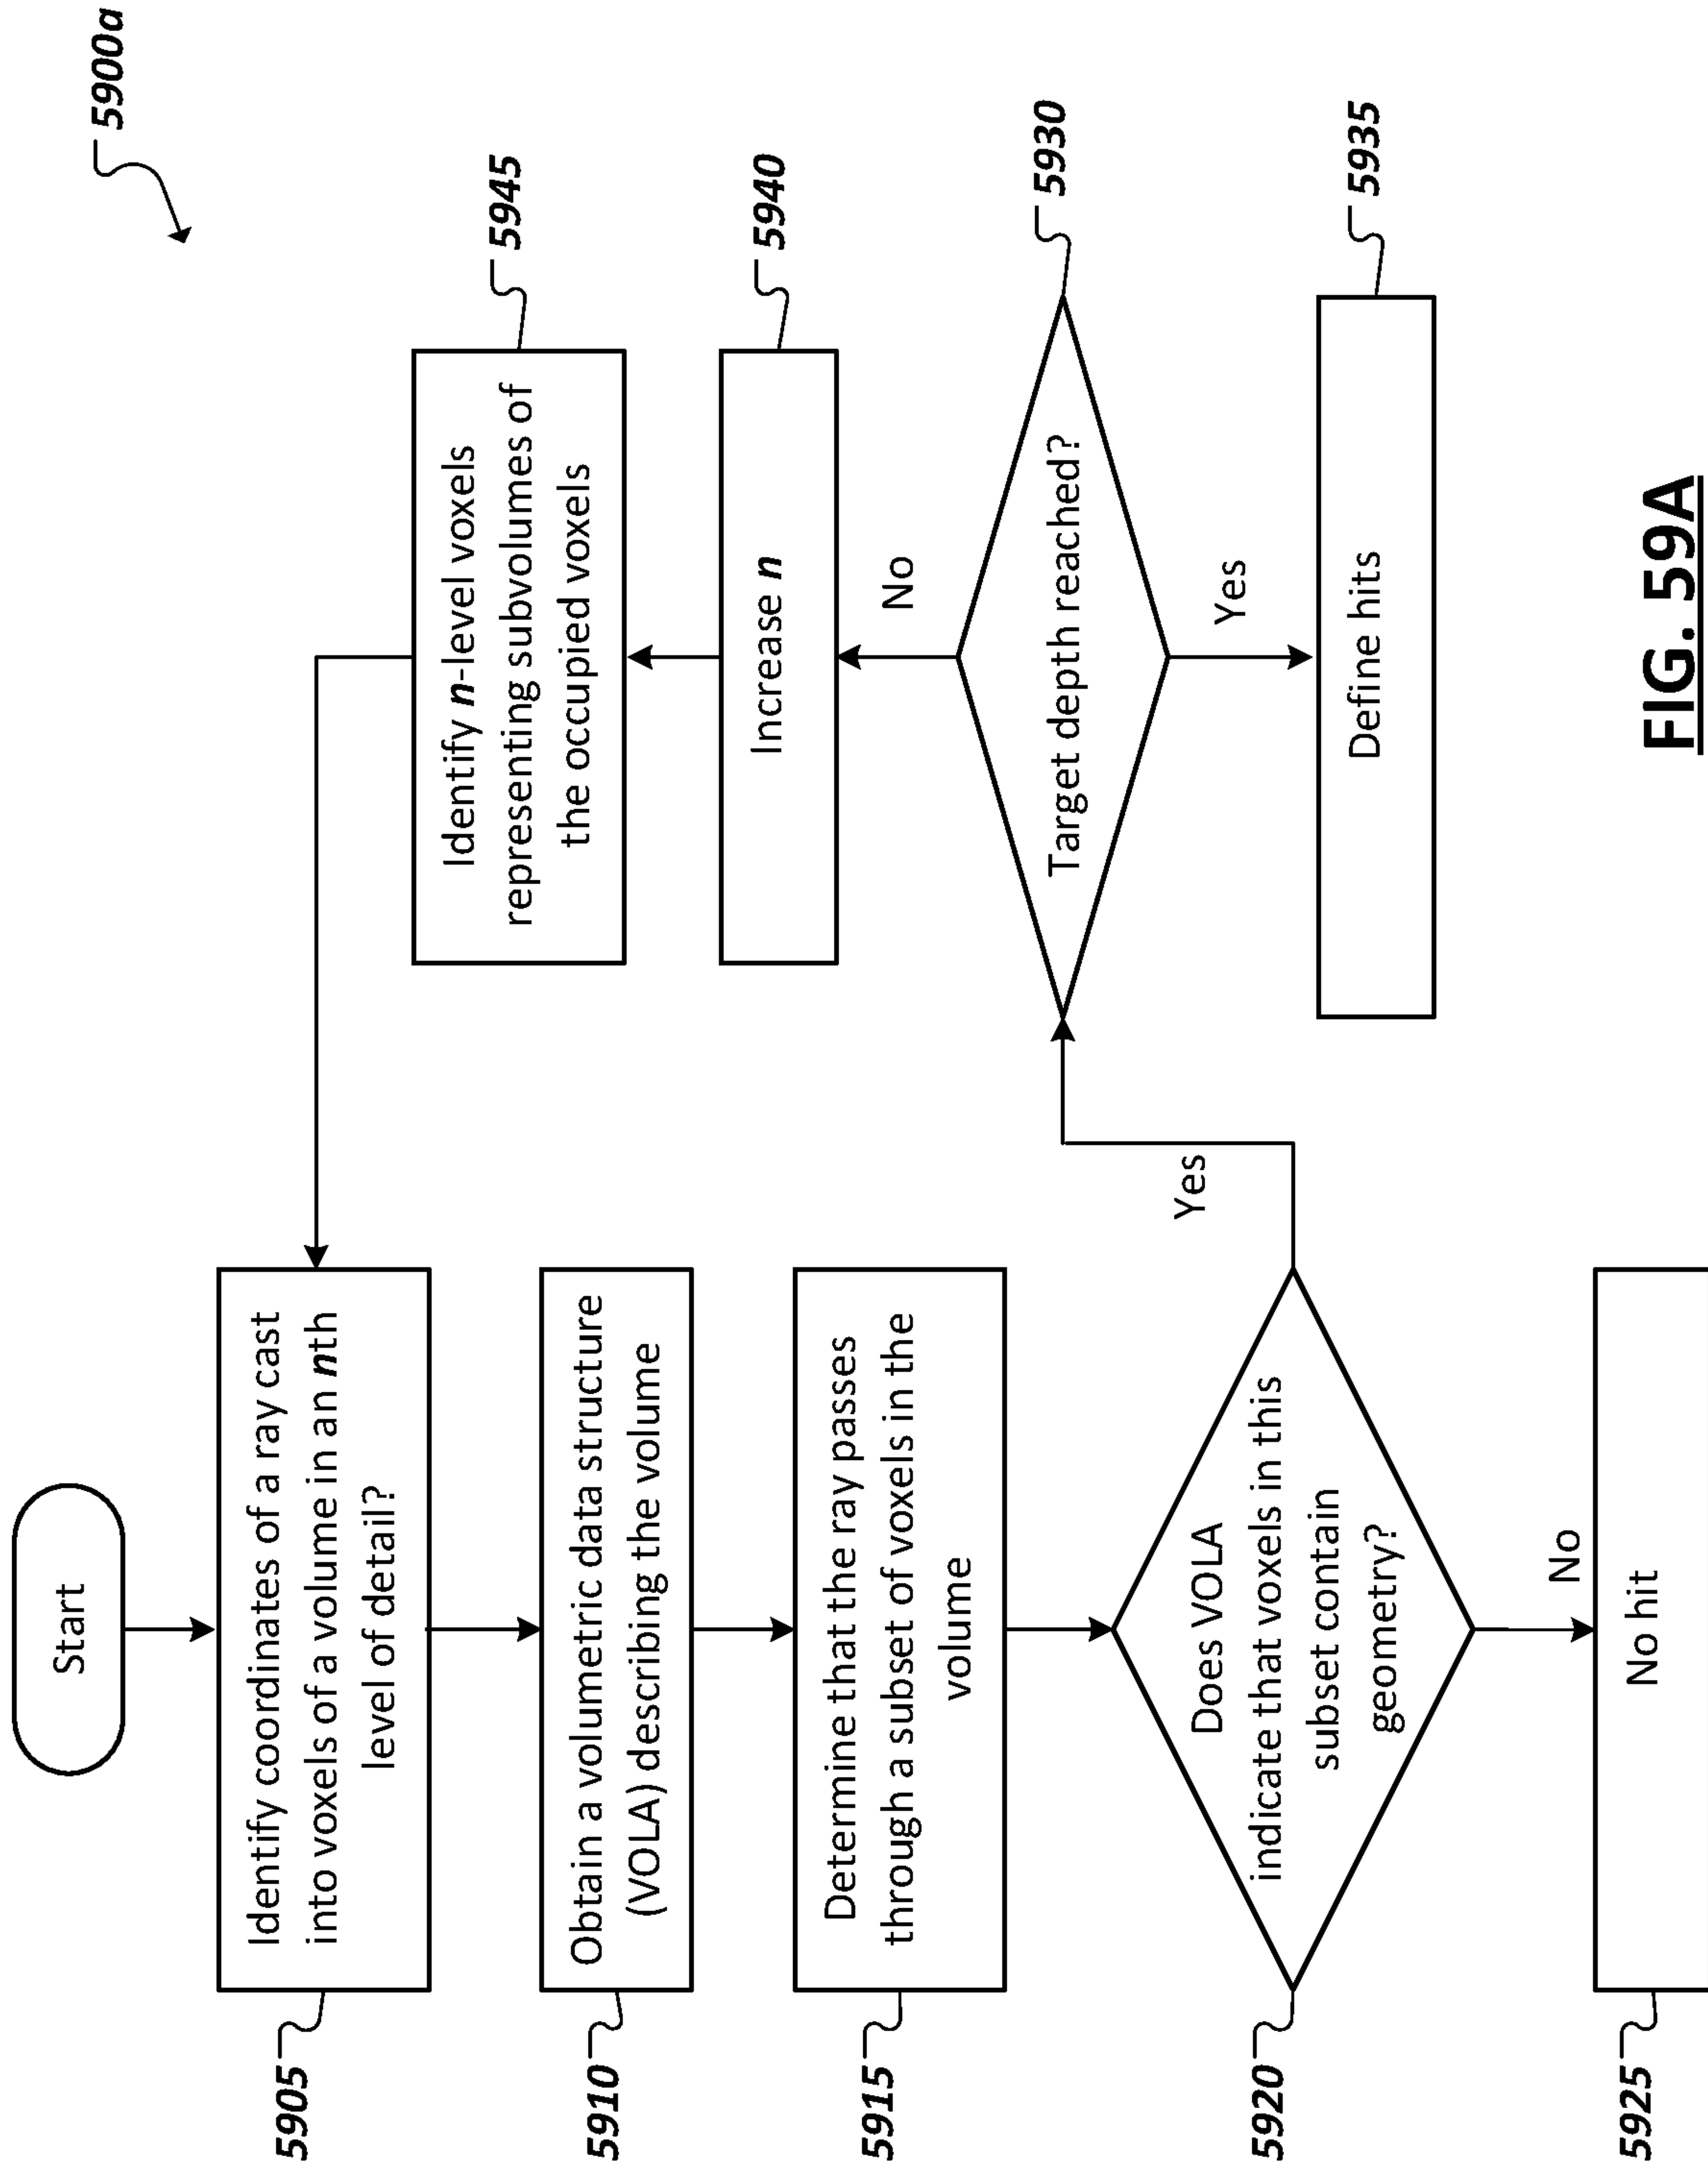 5900a
Start
Identify coordinates of a ray cast
into voxels of a volume in an nth
level of detail?
5905
Obtain a volumetric data structure
(VOLA) describing the volume
5910
Determine that the ray passes
through a subset of voxels in the
volume
5915
Does VOLA
indicate that voxels in this
subset contain
geometry?
5920
Yes
No
No hit
5925
Identify n-level voxels
representing subvolumes of
the occupied voxels
5945
Increase n
5940
No
Target depth reached?
5930
Yes
Define hits
5935
FIG. 59A